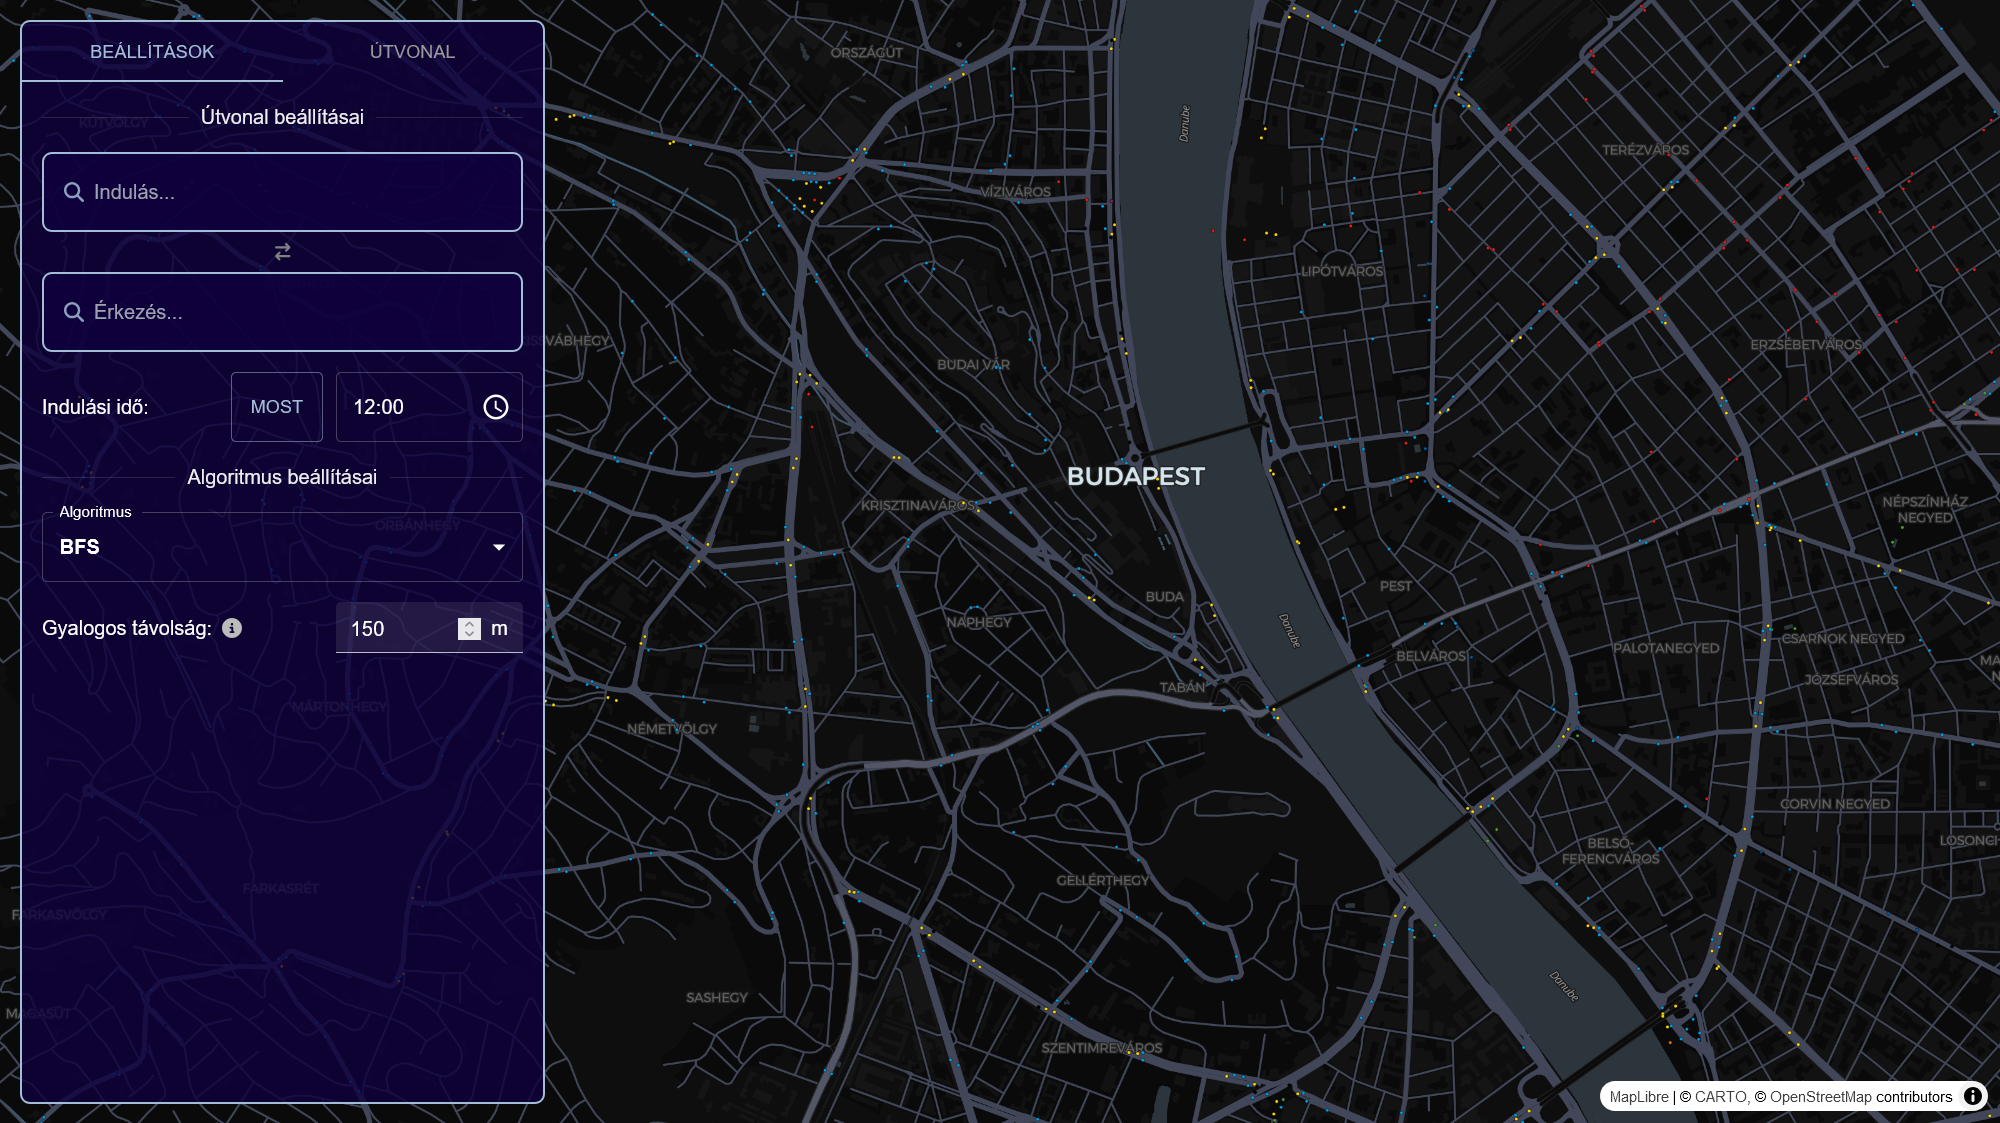 BEÁLLÍTÁSOK
ÚTVONAL
Útvonal beállításai
Indulás...
Érkezés...
Indulási idő:
MOST
12:00
Algoritmus beállításai
Algoritmus
BFS
Gyalogos távolság:
150
m
KÚTVÖLGY
ORBÁNHEGY
MÁRTONHEGY
FARKASRÉT
FARKASVÖLGY
MAGASÚT
ORSZÁGÚT
VÍZIVÁROS
Danube
TERÉZVÁROS
LIPÓTVÁROS
SVÁBHEGY
BUDAI VÁR
ERZSÉBETVÁROS
BUDAPEST
KRISZTINAVÁROS
NÉPSZÍNHÁZ
NEGYED
PEST
BUDA
NAPHEGY
Danube
BELVÁROS
PALOTANEGYED
CSARNOK NEGYED
JÓZSEFVÁROS
TABÁN
NÉMETVÖLGY
CORVIN NEGYED
BELSŐ-
FERENCVÁROS
GELLÉRTHEGY
Danube
SASHEGY
SZENTIMREVÁROS
MapLibre | © CARTO, © OpenStreetMap contributors